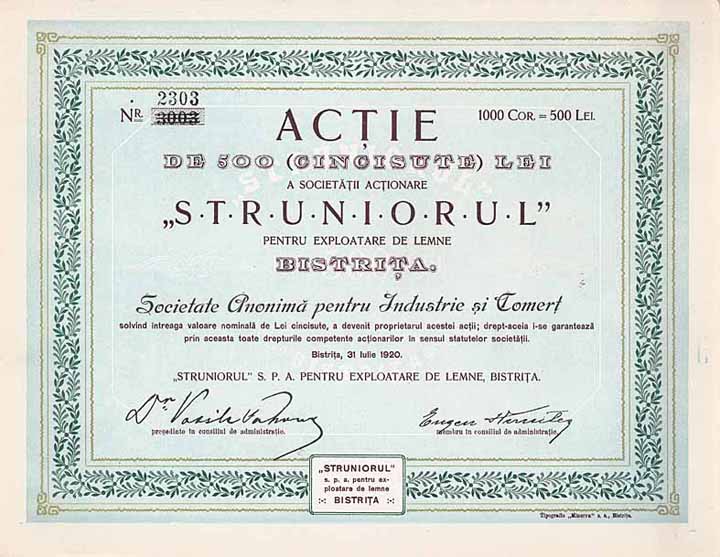 2303
Nr. 3003
1000 Cor. = 500 Lei.
ACȚIE
DE 500 (CINCISUTE) LEI
A SOCIETĂȚII ACȚIONARE
„S·T·R·U·N·I·O·R·U·L”
PENTRU EXPLOATARE DE LEMNE
BISTRIȚA.
Societate Anonimă pentru Industrie și Comerț
solvind intreaga valoare nominală de Lei cincisute, a devenit proprietarul acestei acții; drept-aceia i-se garantează
prin aceasta toate drepturile competente acționarilor in sensul statutelor societății.
Bistrița, 31 Iulie 1920.
„STRUNIORUL” S. P. A. PENTRU EXPLOATARE DE LEMNE, BISTRIȚA.
Dr. Vasile
Eugen
președinte in consiliul de administrație.
membru in consiliul de administrație.
„STRUNIORUL”
s. p. a. pentru ex-
ploatare de lemne
BISTRIȚA
Tipografie „Minerva” s. a., Bistrița.